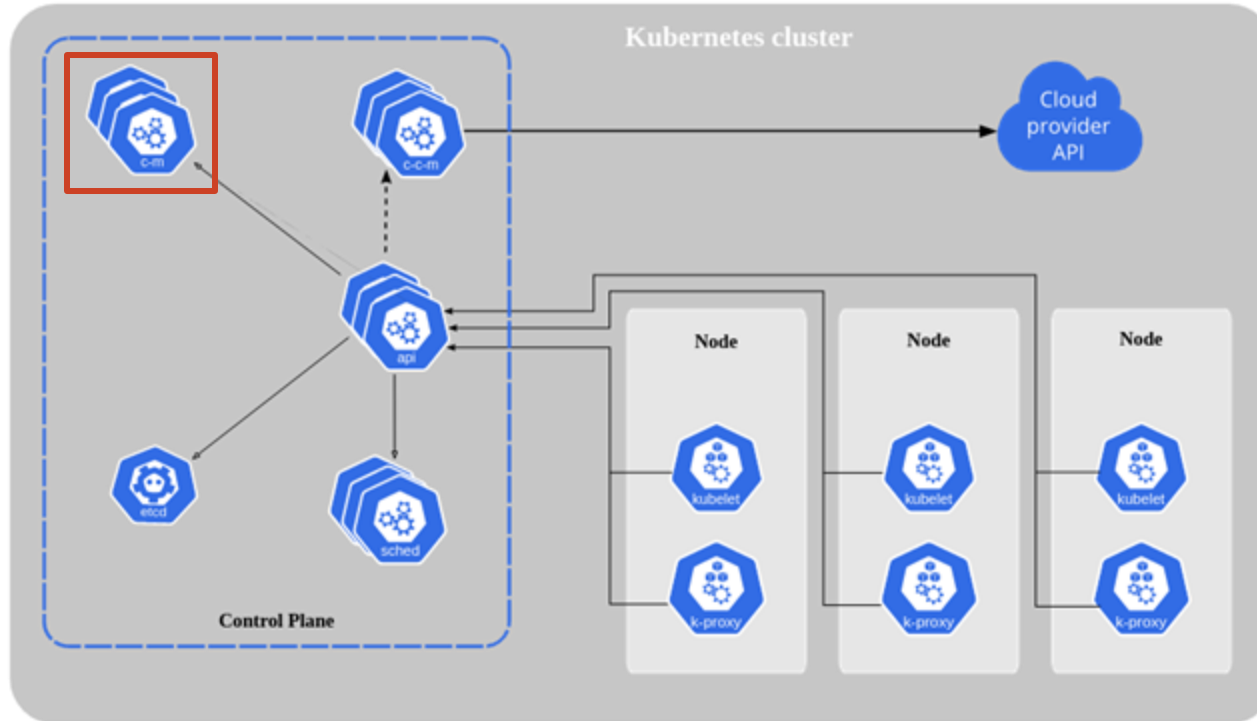 Kubernetes cluster
c-m
c-c-m
Cloud
provider
API
api
etcd
sched
Control Plane
Node
kubelet
k-proxy
Node
kubelet
k-proxy
Node
kubelet
k-proxy